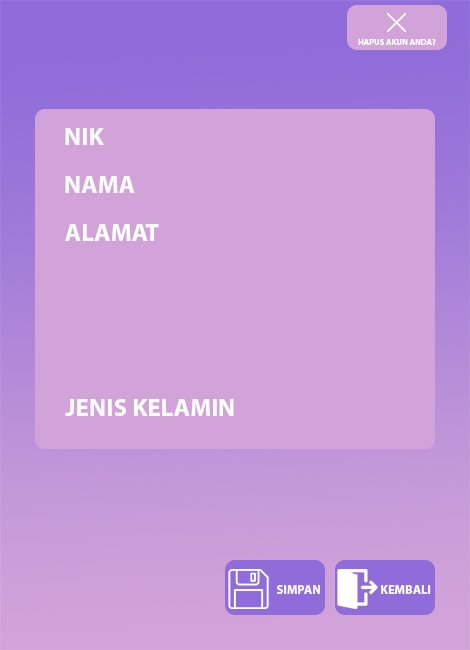 HAPUS AKUN ANDA?
NIK
NAMA
ALAMAT
JENIS KELAMIN
SIMPAN
KEMBALI